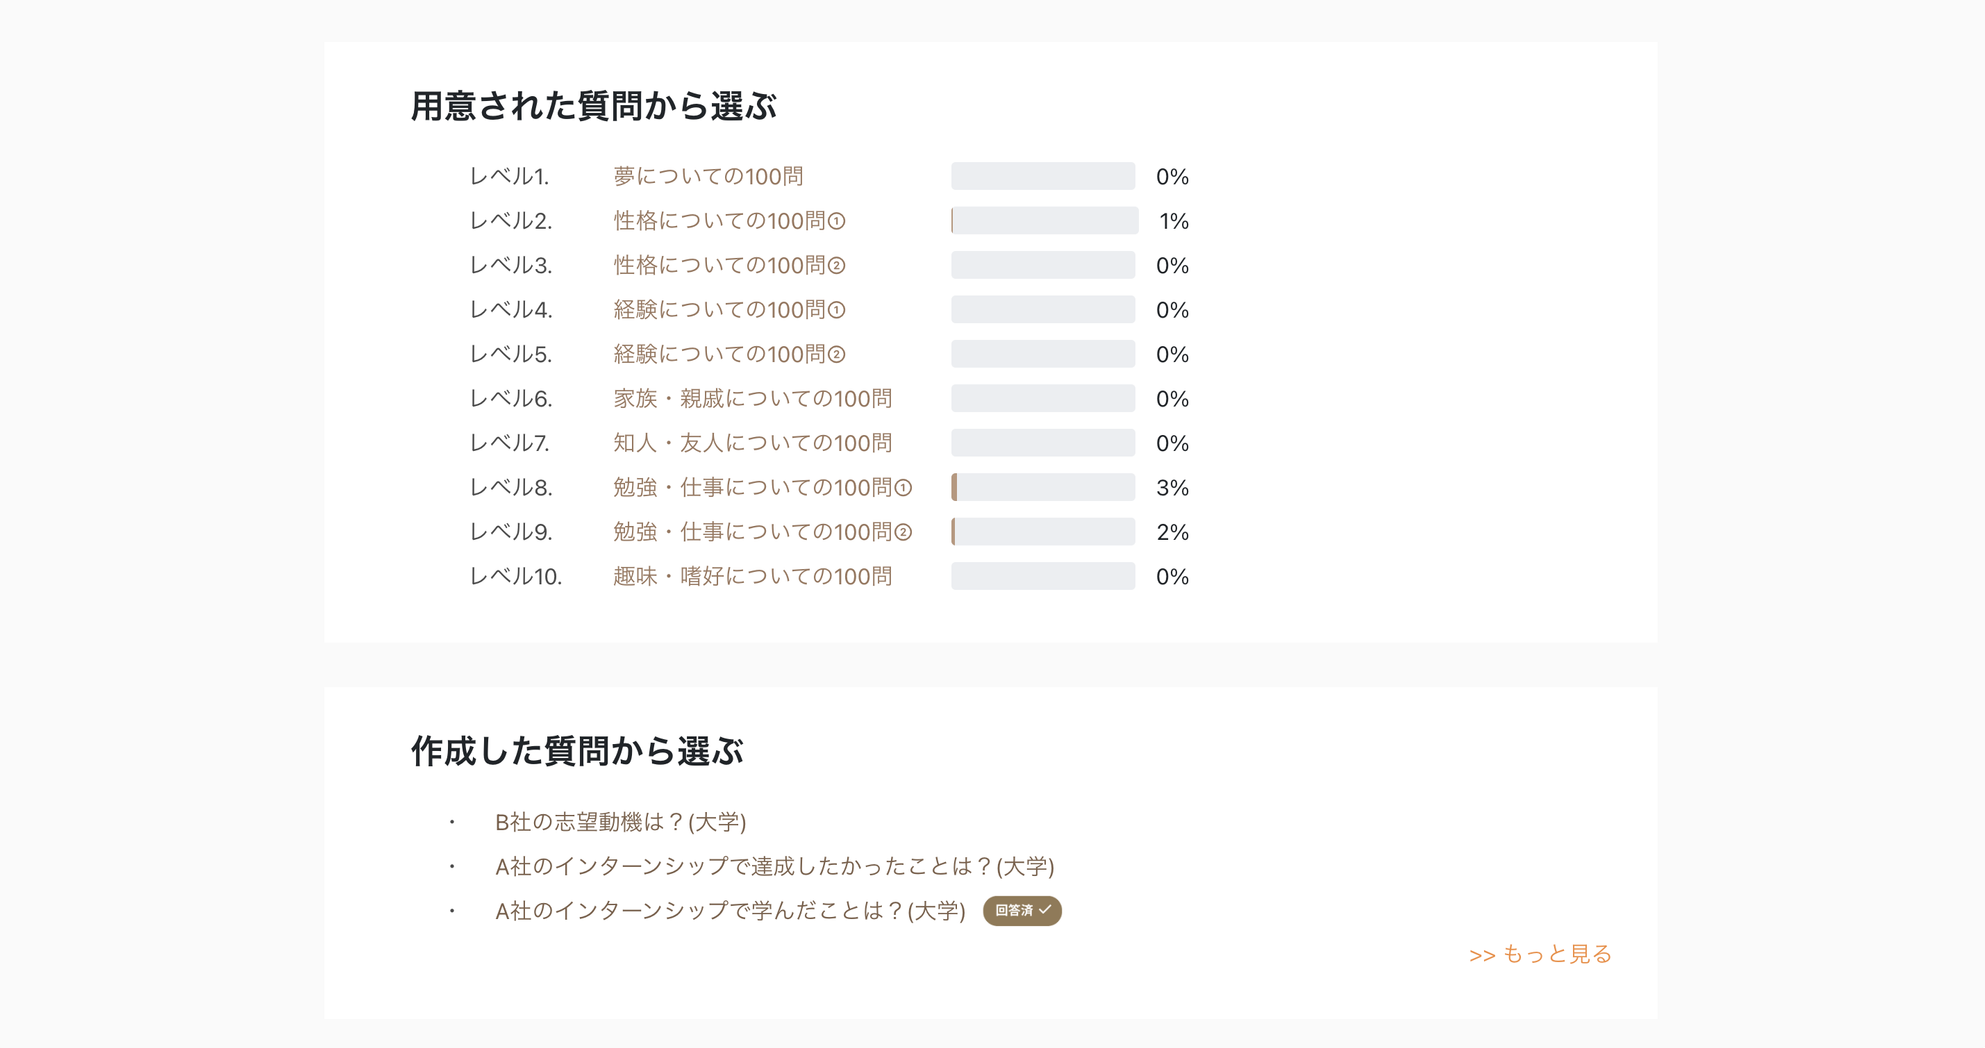 用意された質問から選ぶ
レベル1. 夢についての100問 0%
レベル2. 性格についての100問① 1%
レベル3. 性格についての100問② 0%
レベル4. 経験についての100問① 0%
レベル5. 経験についての100問② 0%
レベル6. 家族・親戚についての100問 0%
レベル7. 知人・友人についての100問 0%
レベル8. 勉強・仕事についての100問① 3%
レベル9. 勉強・仕事についての100問② 2%
レベル10. 趣味・嗜好についての100問 0%
作成した質問から選ぶ
・ B社の志望動機は？(大学)
・ A社のインターンシップで達成したかったことは？(大学)
・ A社のインターンシップで学んだことは？(大学) 回答済 ✓
>> もっと見る